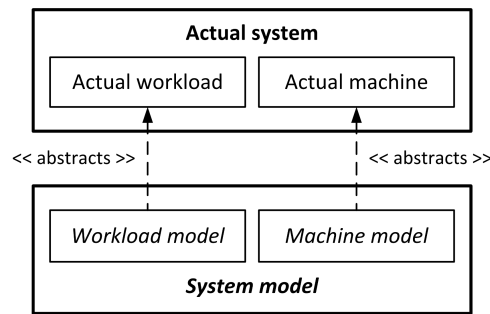 Actual system
Actual workload
Actual machine
<< abstracts >>
<< abstracts >>
Workload model
Machine model
System model